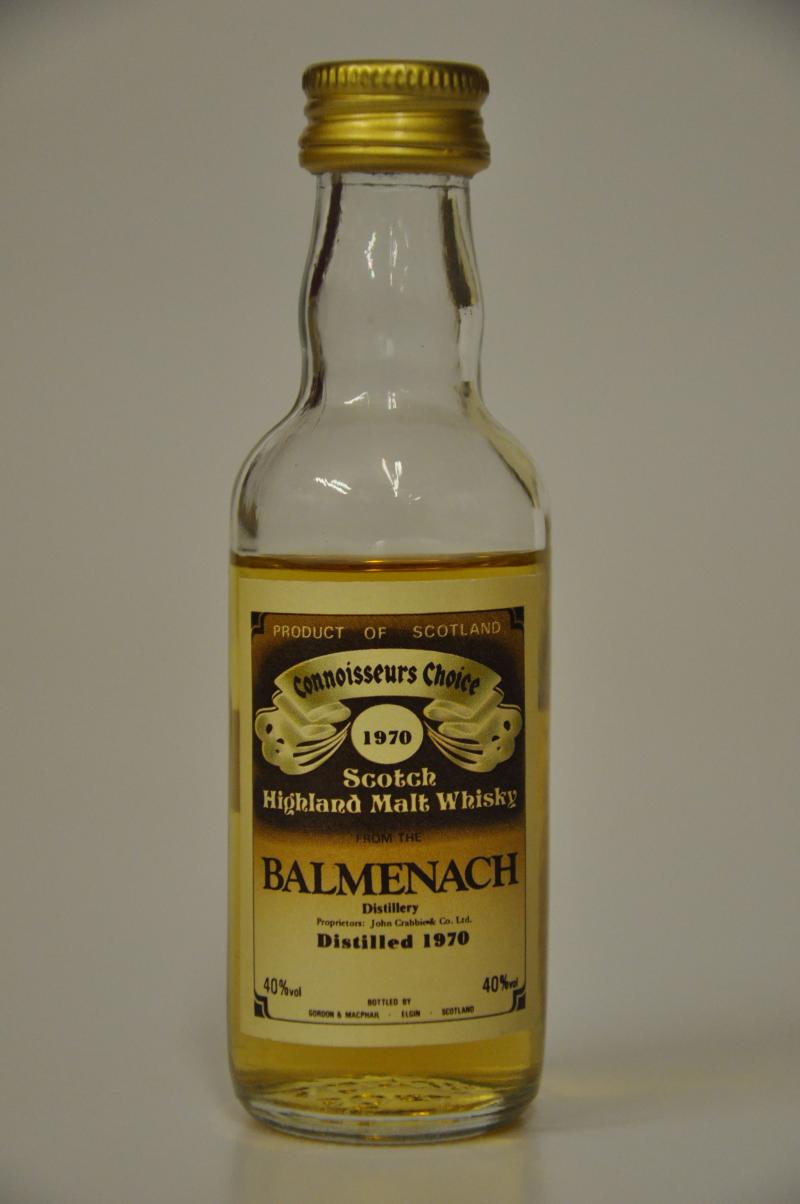 PRODUCT OF SCOTLAND
Connoisseurs Choice
1970
Scotch
Highland Malt Whisky
FROM THE
BALMENACH
Distillery
Proprietors: John Crabbie & Co. Ltd.
Distilled 1970
40%vol 40%vol
BOTTLED BY
GORDON & MACPHAIL · ELGIN · SCOTLAND